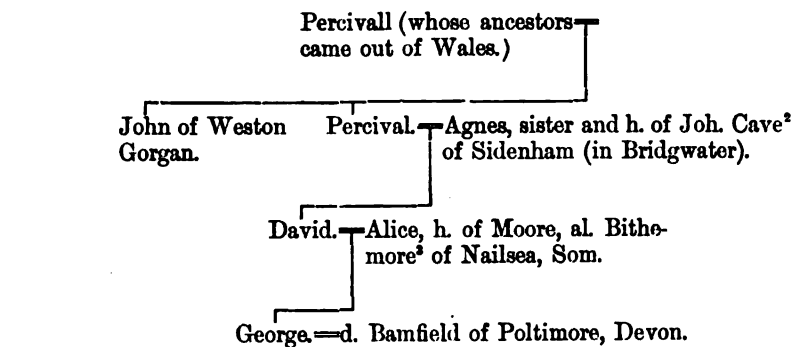 Percivall (whose ancestors
came out of Wales.)
John of Weston
Gorgan.
Percival. Agnes, sister and h. of Joh. Cave²
of Sidenham (in Bridgwater).
David. Alice, h. of Moore, al. Bithe-
more³ of Nailsea, Som.
George.=d. Bamfield of Poltimore, Devon.